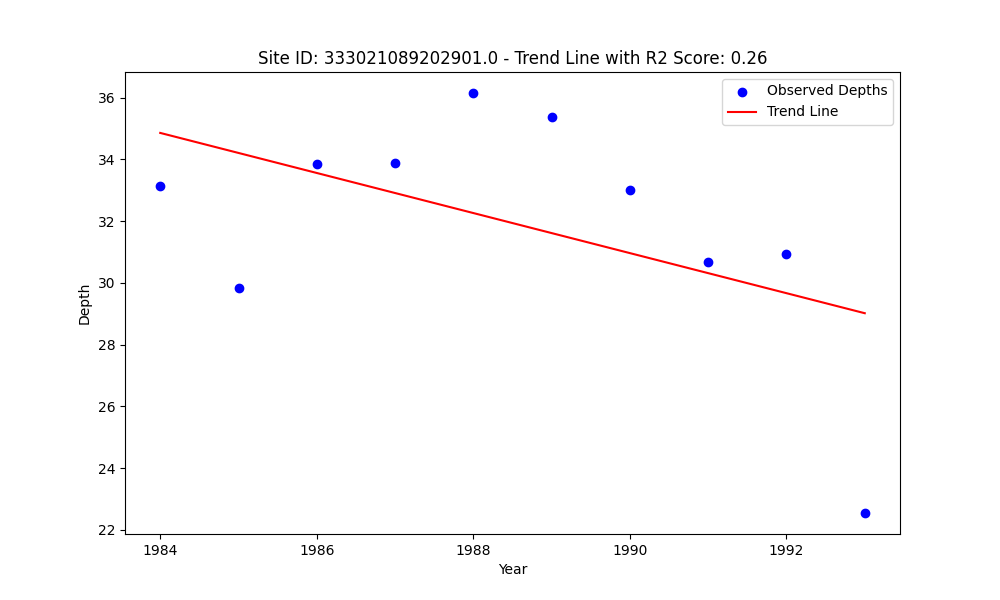 Site ID: 333021089202901.0 - Trend Line with R2 Score: 0.26
Observed Depths
Trend Line
36
34
32
30
28
26
24
22
Depth
1984
1986
1988
1990
1992
Year